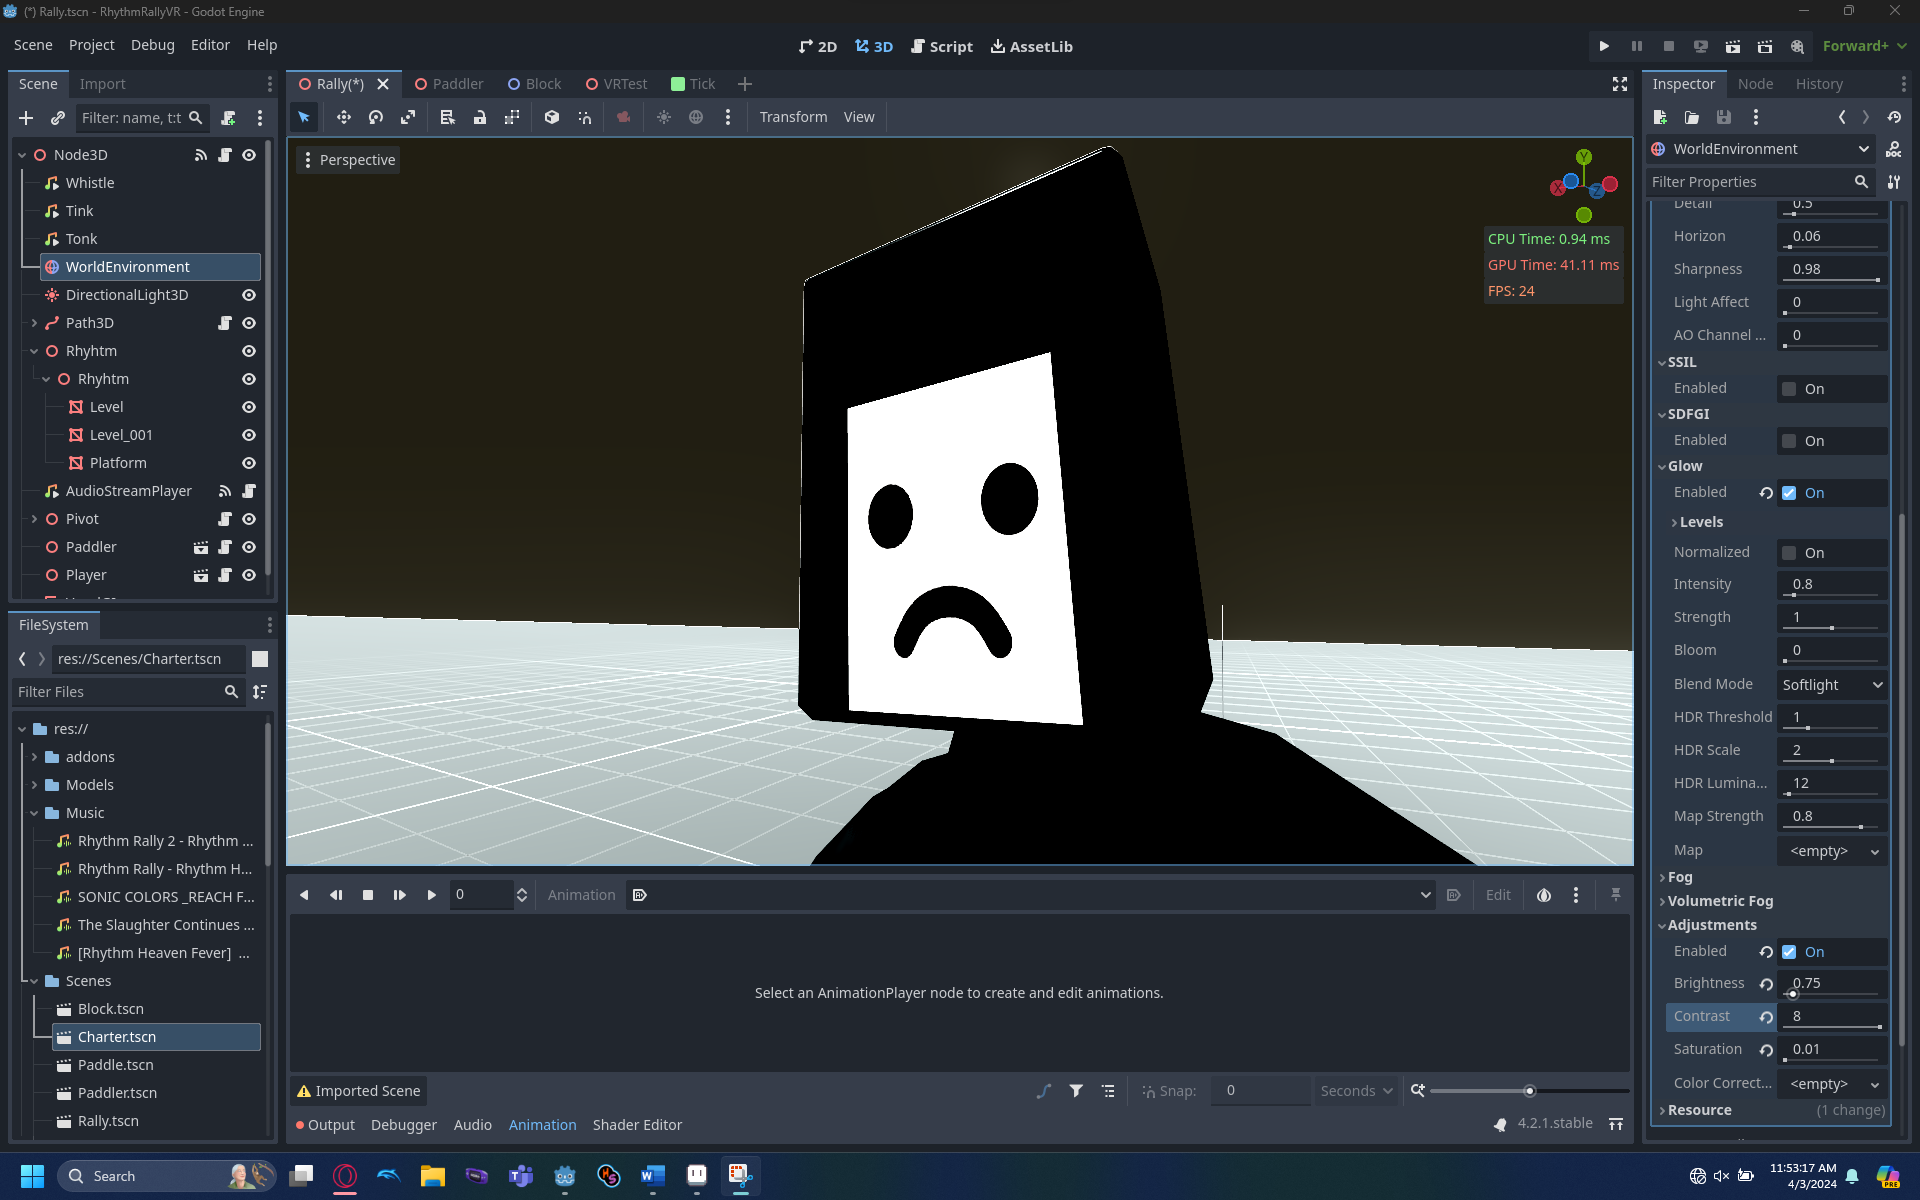 (*) Rally.tscn - RhythmRallyVR - Godot Engine
Scene Project Debug Editor Help
2D 3D Script AssetLib
Forward+
Scene Import
Filter: name, t:t
Node3D
Whistle
Tink
Tonk
WorldEnvironment
DirectionalLight3D
Path3D
Rhyhtm
Rhyhtm
Level
Level_001
Platform
AudioStreamPlayer
Pivot
Paddler
Player
FileSystem
res://Scenes/Charter.tscn
Filter Files
res://
addons
Models
Music
Rhythm Rally 2 - Rhythm ...
Rhythm Rally - Rhythm H...
SONIC COLORS _REACH F...
The Slaughter Continues ...
[Rhythm Heaven Fever] ...
Scenes
Block.tscn
Charter.tscn
Paddle.tscn
Paddler.tscn
Rally.tscn
Rally(*) Paddler Block VRTest Tick
Transform View
Perspective
Y
X
Z
CPU Time: 0.94 ms
GPU Time: 41.11 ms
FPS: 24
0 Animation Edit
Select an AnimationPlayer node to create and edit animations.
Imported Scene Snap: 0 Seconds
Output Debugger Audio Animation Shader Editor 4.2.1.stable
Inspector Node History
WorldEnvironment
Filter Properties
Detail 0.5
Horizon 0.06
Sharpness 0.98
Light Affect 0
AO Channel ... 0
SSIL
Enabled On
SDFGI
Enabled On
Glow
Enabled On
Levels
Normalized On
Intensity 0.8
Strength 1
Bloom 0
Blend Mode Softlight
HDR Threshold 1
HDR Scale 2
HDR Lumina... 12
Map Strength 0.8
Map <empty>
Fog
Volumetric Fog
Adjustments
Enabled On
Brightness 0.75
Contrast 8
Saturation 0.01
Color Correct... <empty>
Resource (1 change)
Search
11:53:17 AM
4/3/2024
PRE